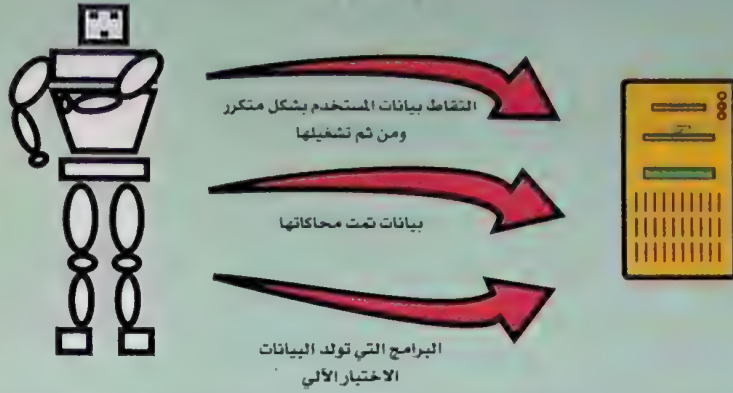 التقاط بيانات المستخدم بشكل متكرر
ومن ثم تشغيلها
بيانات تمت محاكاتها
البرامج التي تولد البيانات
الاختبار الآلي